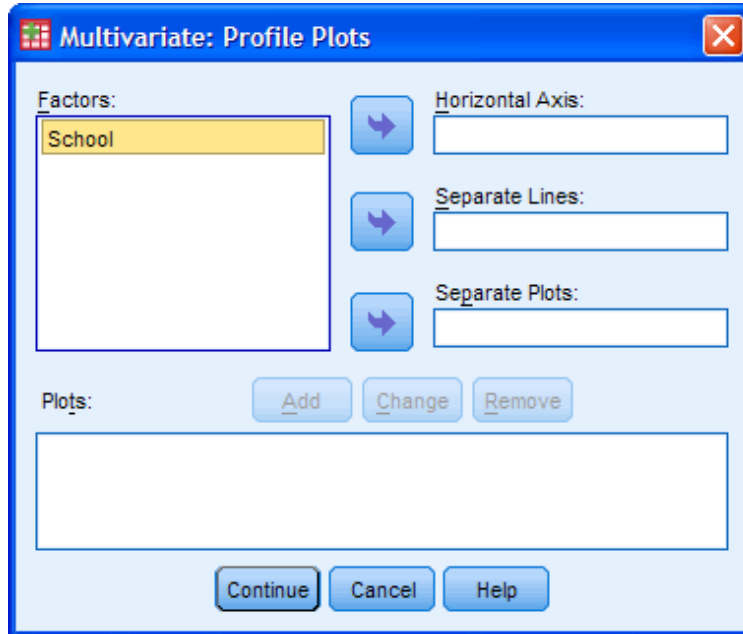 Multivariate: Profile Plots
Factors:
School
Horizontal Axis:
Separate Lines:
Separate Plots:
Plots:
Add Change Remove
Continue Cancel Help